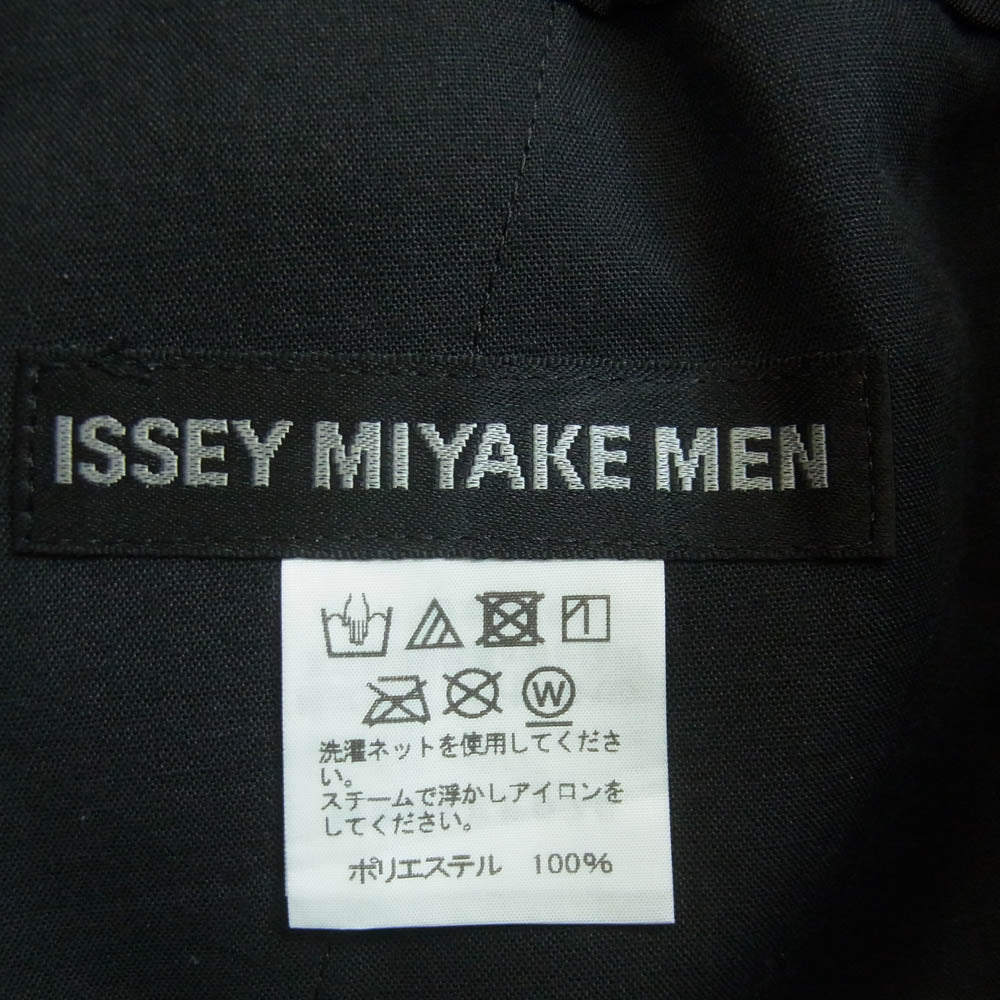 ISSEY MIYAKE MEN
W
洗濯ネットを使用してくださ
い。
スチームで浮かしアイロンを
してください。
ポリエステル 100%